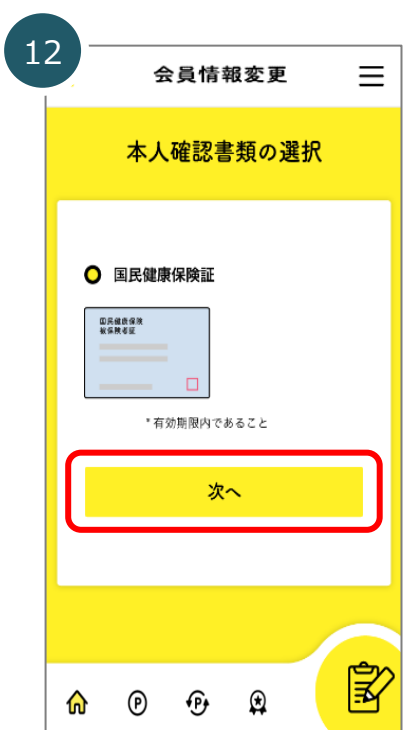 12
会員情報変更
本人確認書類の選択
国民健康保険証
国民健康保険
被保険者証
*有効期限内であること
次へ
P
P